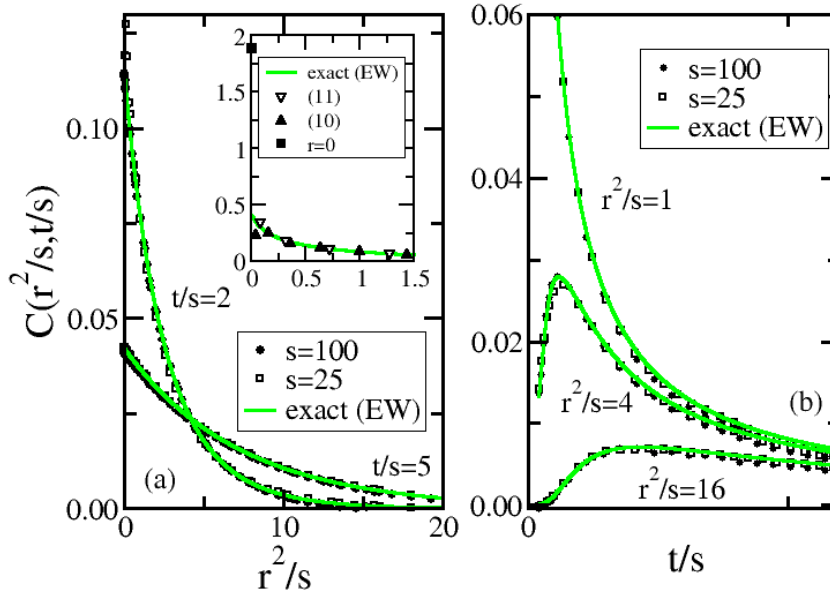 C(r²/s,t/s)
0.10
0.05
0.00
0
10
20
r²/s
t/s=2
t/s=5
(a)
s=100
s=25
exact (EW)
2
1.5
1
0.5
0
0
0.5
1
1.5
exact (EW)
(11)
(10)
r=0
0.06
0.04
0.02
0.00
0
t/s
s=100
s=25
exact (EW)
r²/s=1
r²/s=4
r²/s=16
(b)